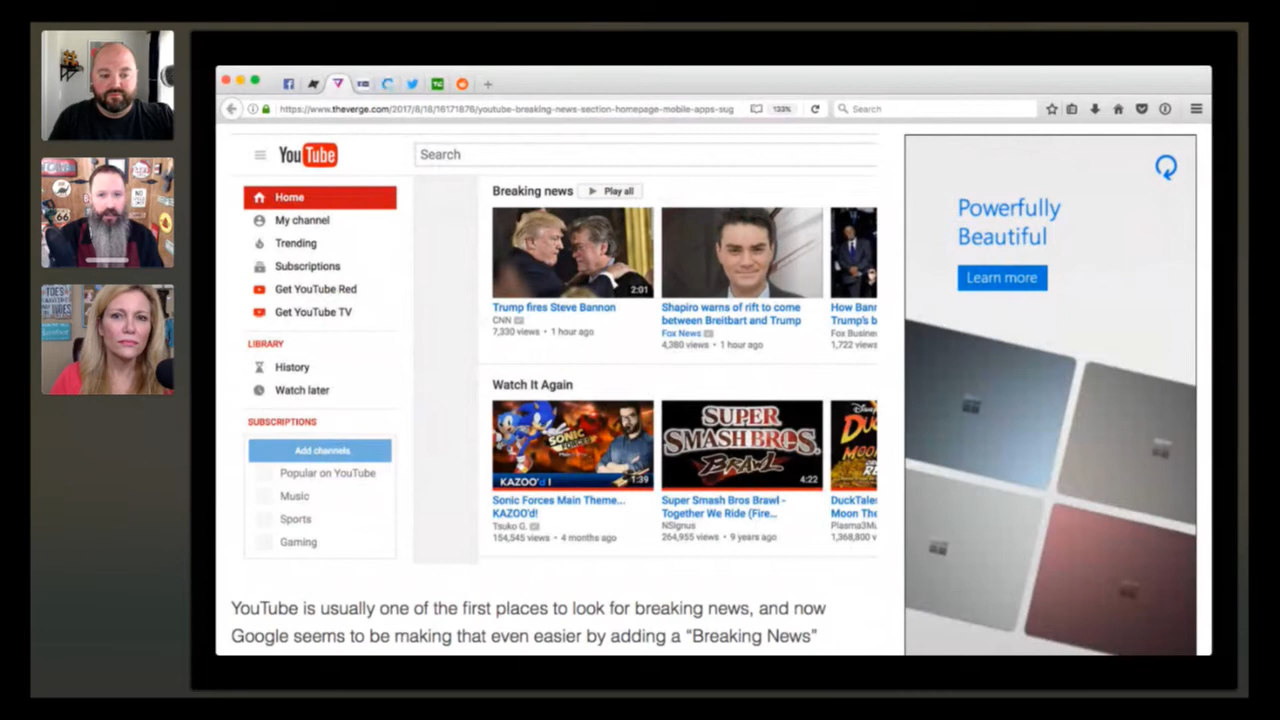 https://www.theverge.com/2017/8/18/16171876/youtube-breaking-news-section-homepage-mobile-apps-sug
133%
Search
YouTube
Search
Home
My channel
Trending
Subscriptions
Get YouTube Red
Get YouTube TV
LIBRARY
History
Watch later
SUBSCRIPTIONS
Add channels
Popular on YouTube
Music
Sports
Gaming
Breaking news
Play all
2:01
Trump fires Steve Bannon
CNN
7,330 views • 1 hour ago
Shapiro warns of rift to come
between Breitbart and Trump
Fox News
4,380 views • 1 hour ago
How Bann
Trump's b
Fox Busine
1,722 views
Watch It Again
SONIC
FORCES
KAZOO'd!
1:39
Sonic Forces Main Theme...
KAZOO'd!
Tsuko G.
154,545 views • 4 months ago
SUPER
SMASH BROS.
BRAWL
4:22
Super Smash Bros Brawl -
Together We Ride (Fire...
NSignus
264,955 views • 9 years ago
DuckTales
Moon The
Plasma3Mu
1,368,800 v
YouTube is usually one of the first places to look for breaking news, and now
Google seems to be making that even easier by adding a “Breaking News”
Powerfully
Beautiful
Learn more
66